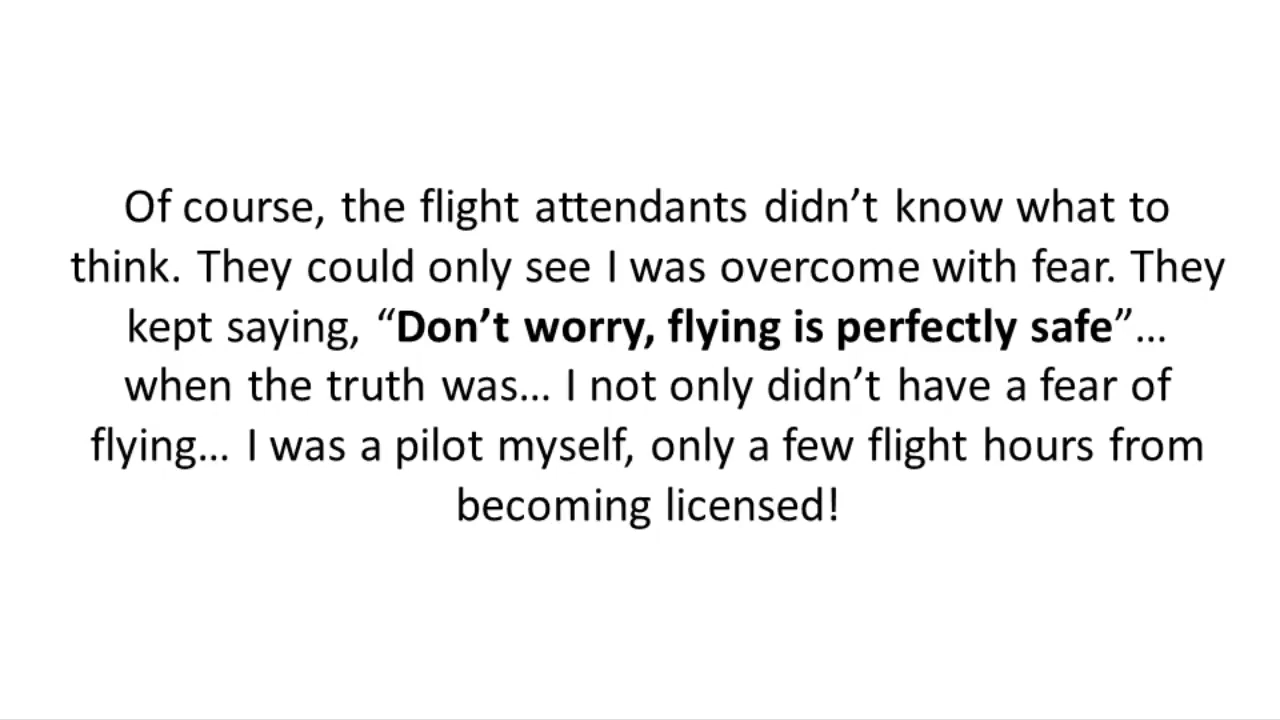 Of course, the flight attendants didn’t know what to
think. They could only see I was overcome with fear. They
kept saying, “Don’t worry, flying is perfectly safe”…
when the truth was… I not only didn’t have a fear of
flying… I was a pilot myself, only a few flight hours from
becoming licensed!